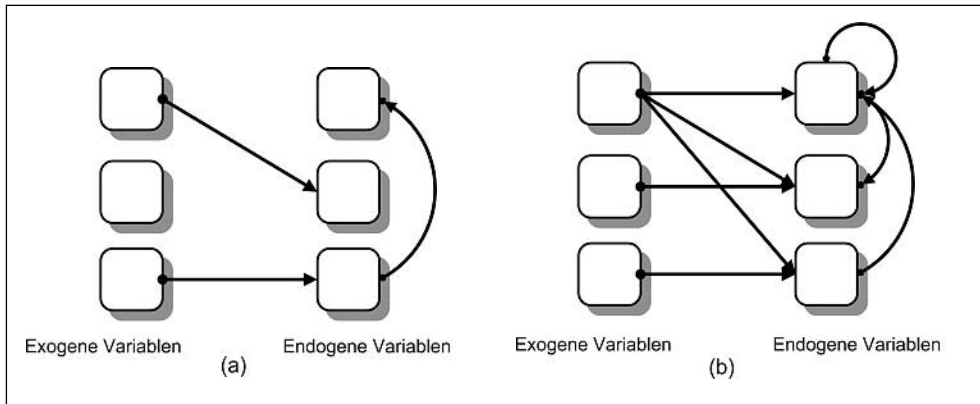 Exogene Variablen
Endogene Variablen
(a)
Exogene Variablen
Endogene Variablen
(b)